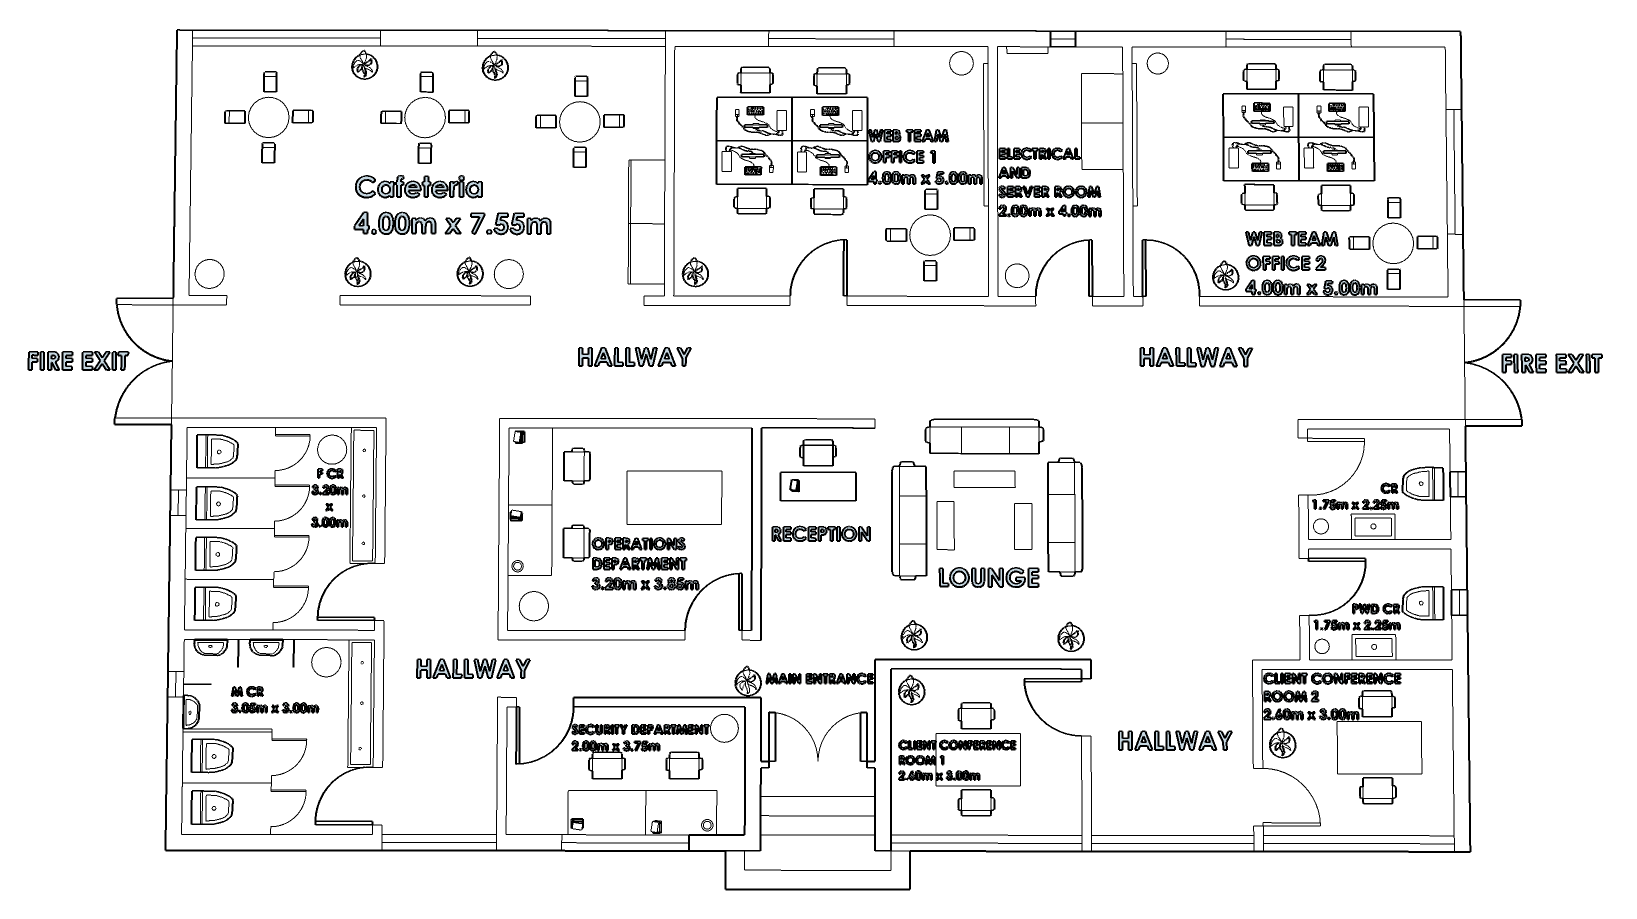 Cafeteria
4.00m x 7.55m
WEB TEAM
OFFICE 1
4.00m x 5.00m
ELECTRICAL
AND
SERVER ROOM
2.00m x 4.00m
WEB TEAM
OFFICE 2
4.00m x 5.00m
FIRE EXIT
HALLWAY
HALLWAY
FIRE EXIT
F CR
3.20m
x
3.00m
OPERATIONS
DEPARTMENT
3.20m x 3.85m
RECEPTION
LOUNGE
CR
1.75m x 2.25m
PWD CR
1.75m x 2.25m
HALLWAY
MAIN ENTRANCE
M CR
3.05m x 3.00m
SECURITY DEPARTMENT
2.00m x 3.75m
CLIENT CONFERENCE
ROOM 1
2.60m x 3.00m
HALLWAY
CLIENT CONFERENCE
ROOM 2
2.60m x 3.00m